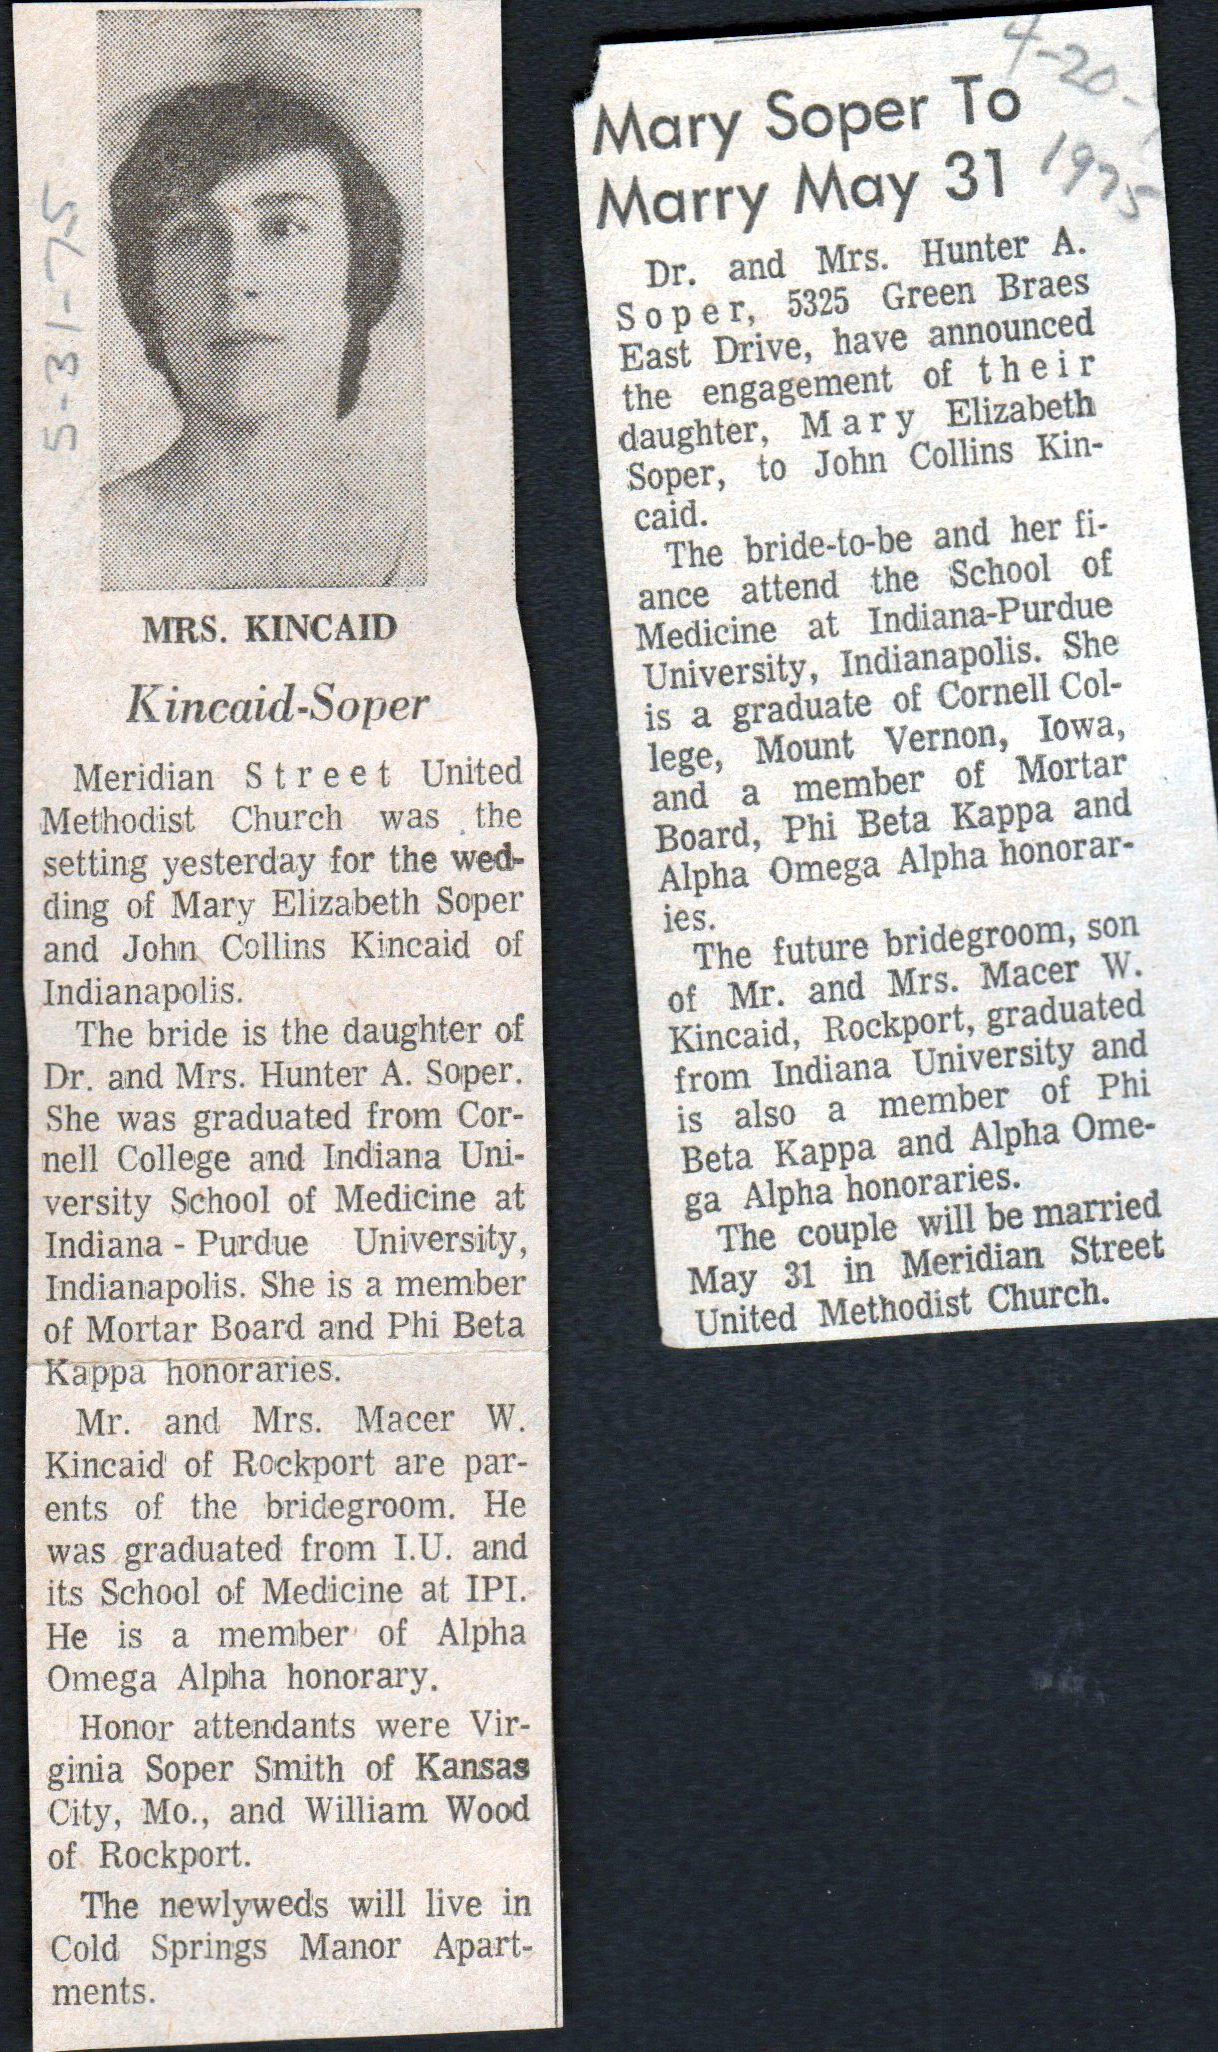 5-31-75
MRS. KINCAID
Kincaid-Soper
Meridian Street United
Methodist Church was the
setting yesterday for the wed-
ding of Mary Elizabeth Soper
and John Collins Kincaid of
Indianapolis.
The bride is the daughter of
Dr. and Mrs. Hunter A. Soper.
She was graduated from Cor-
nell College and Indiana Uni-
versity School of Medicine at
Indiana - Purdue University,
Indianapolis. She is a member
of Mortar Board and Phi Beta
Kappa honoraries.
Mr. and Mrs. Macer W.
Kincaid of Rockport are par-
ents of the bridegroom. He
was graduated from I.U. and
its School of Medicine at IPI.
He is a member of Alpha
Omega Alpha honorary.
Honor attendants were Vir-
ginia Soper Smith of Kansas
City, Mo., and William Wood
of Rockport.
The newlyweds will live in
Cold Springs Manor Apart-
ments.
4-20-
1975
Mary Soper To
Marry May 31
Dr. and Mrs. Hunter A.
Soper, 5325 Green Braes
East Drive, have announced
the engagement of their
daughter, Mary Elizabeth
Soper, to John Collins Kin-
caid.
The bride-to-be and her fi-
ance attend the School of
Medicine at Indiana-Purdue
University, Indianapolis. She
is a graduate of Cornell Col-
lege, Mount Vernon, Iowa,
and a member of Mortar
Board, Phi Beta Kappa and
Alpha Omega Alpha honorar-
ies.
The future bridegroom, son
of Mr. and Mrs. Macer W.
Kincaid, Rockport, graduated
from Indiana University and
is also a member of Phi
Beta Kappa and Alpha Ome-
ga Alpha honoraries.
The couple will be married
May 31 in Meridian Street
United Methodist Church.